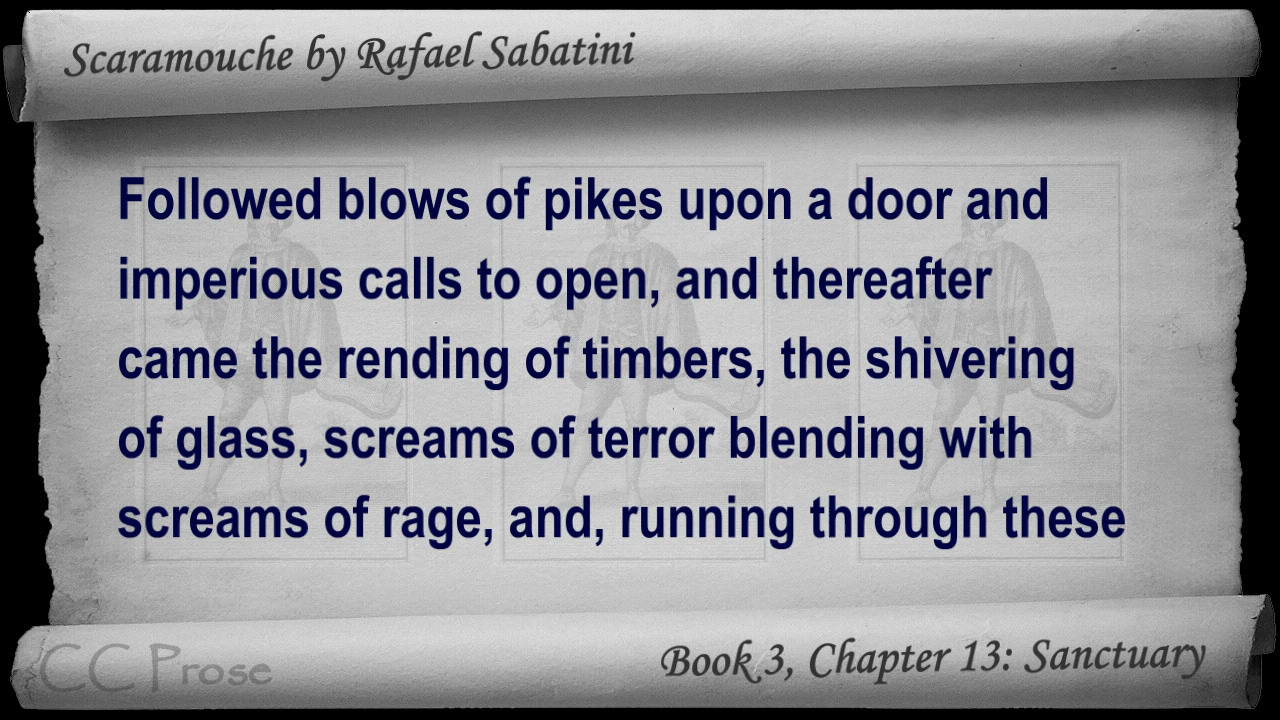 Scaramouche by Rafael Sabatini
Followed blows of pikes upon a door and
imperious calls to open, and thereafter
came the rending of timbers, the shivering
of glass, screams of terror blending with
screams of rage, and, running through these
CC Prose
Book 3, Chapter 13: Sanctuary